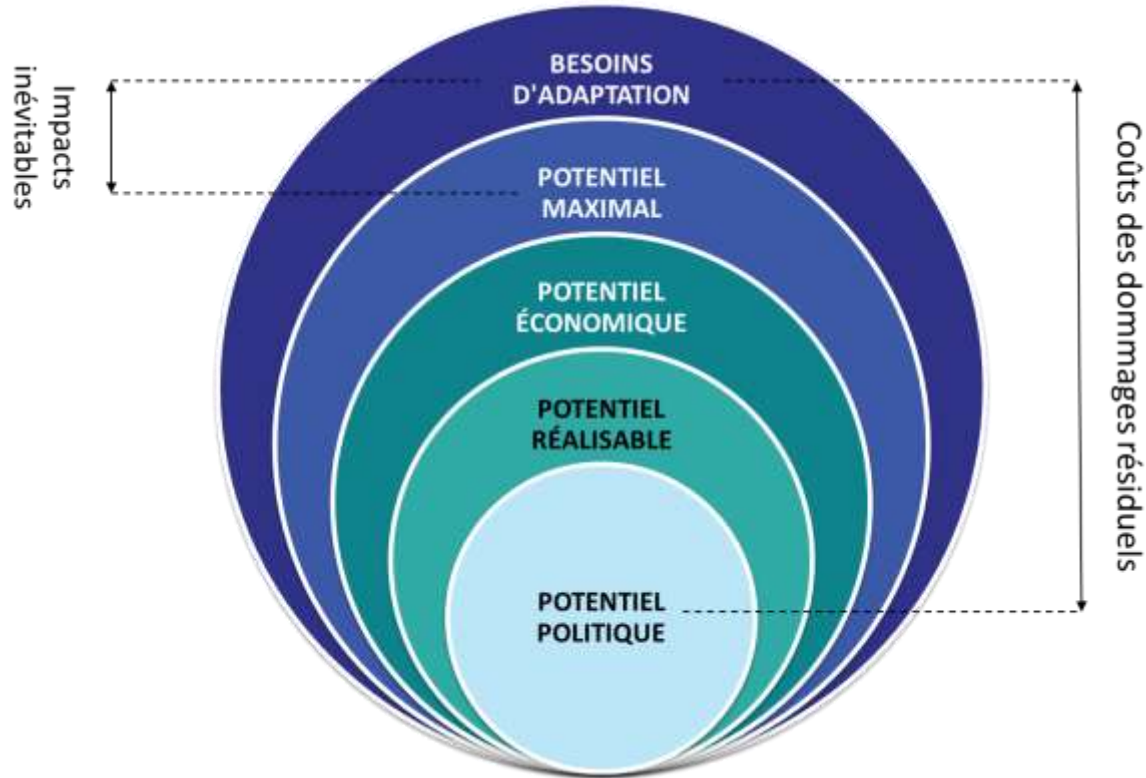 BESOINS
D'ADAPTATION
Impacts
inévitables
POTENTIEL
MAXIMAL
POTENTIEL
ÉCONOMIQUE
POTENTIEL
RÉALISABLE
POTENTIEL
POLITIQUE
Coûts des dommages résiduels